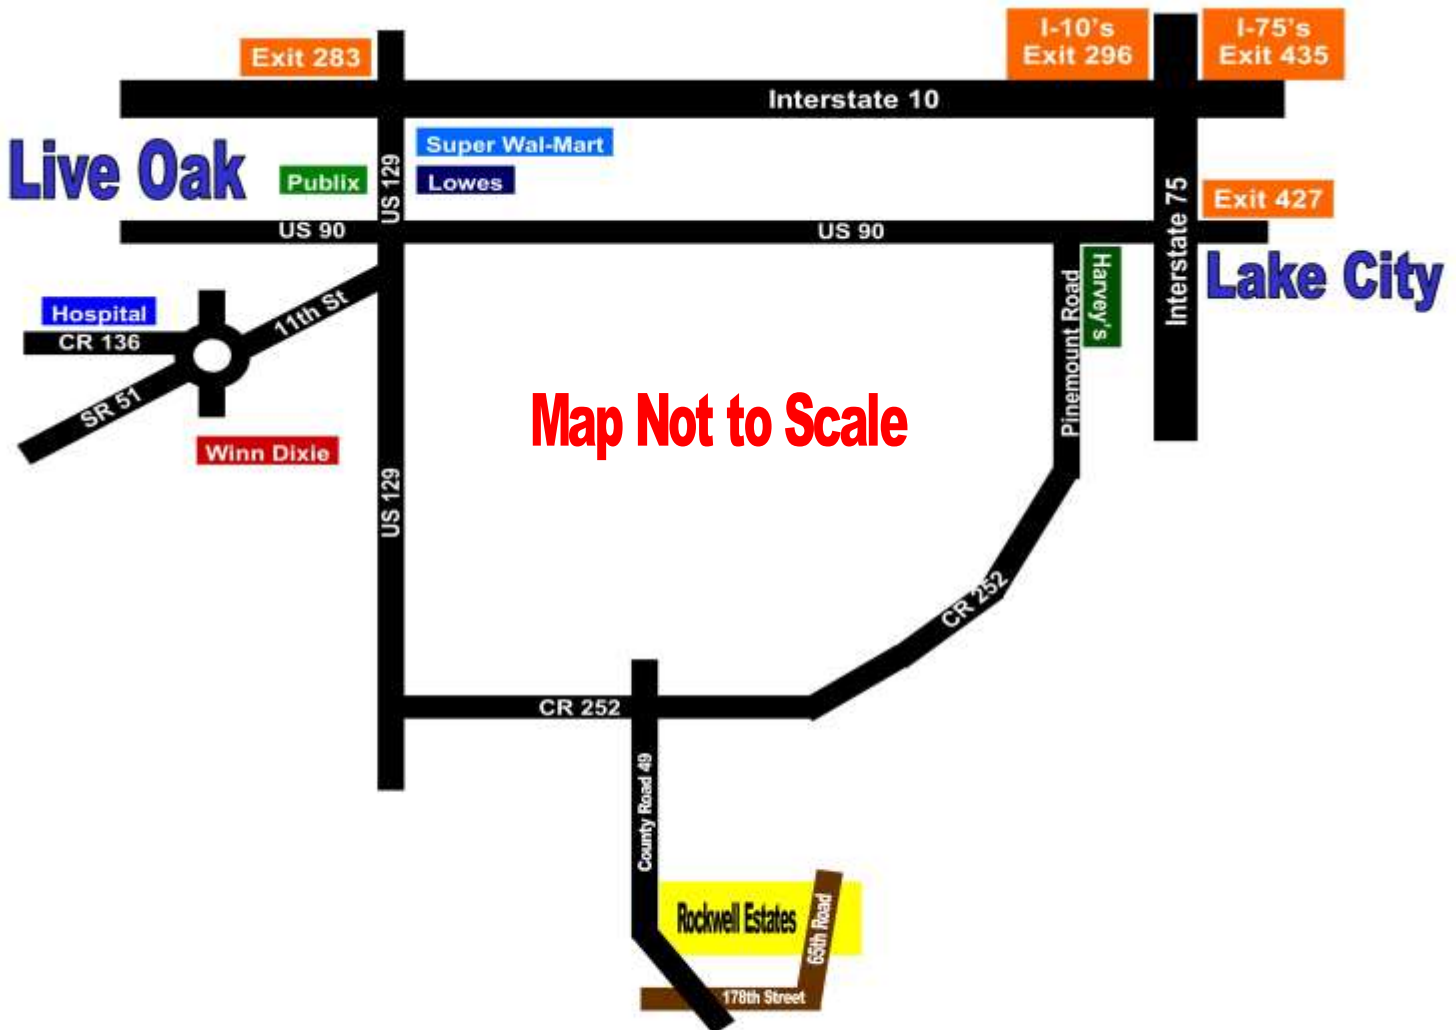 Exit 283
I-10's
Exit 296
I-75's
Exit 435
Interstate 10
Super Wal-Mart
Live Oak
Publix
US 129
Lowes
Interstate 75
Exit 427
US 90
US 90
Harvey's
Lake City
Pinemount Road
Hospital
11th St
CR 136
SR 51
Map Not to Scale
Winn Dixie
US 129
CR 252
CR 252
County Road 49
Rockwell Estates
65th Road
178th Street